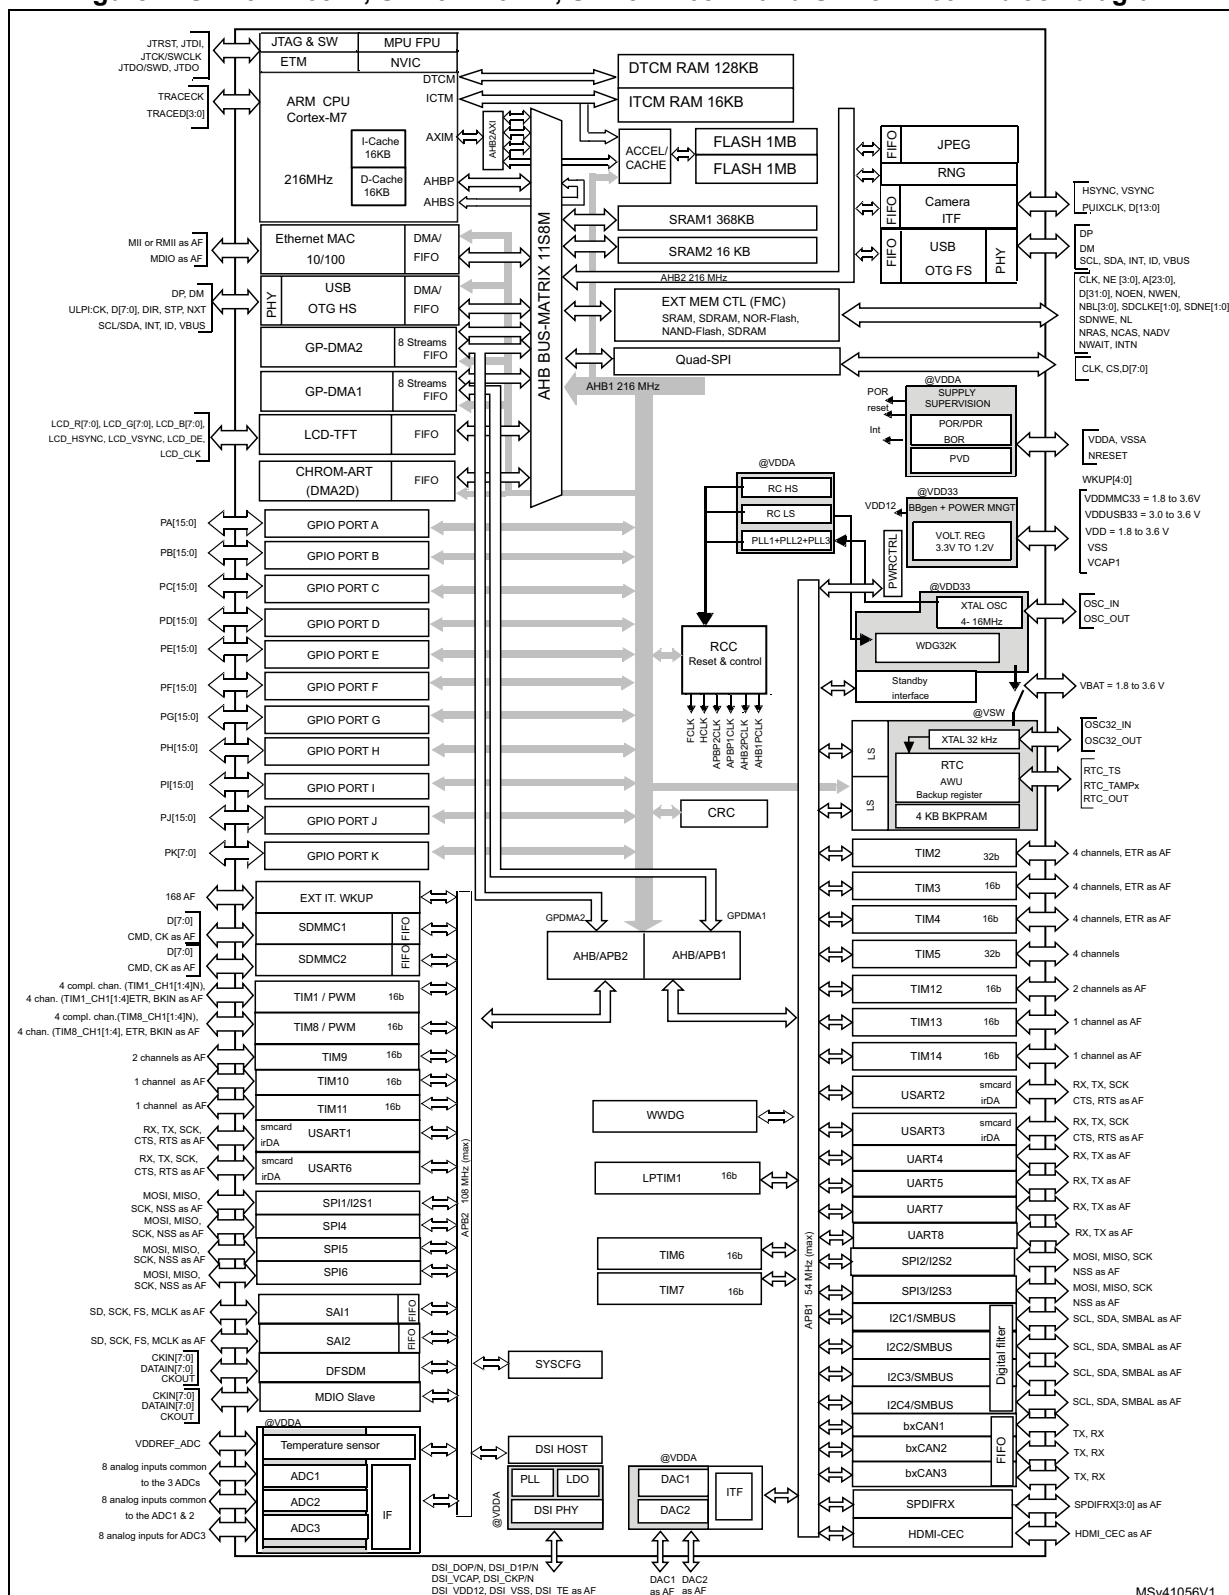 JTRST, JTDI,
JTCK/SWCLK
JTDO/SWD, JTDO
JTAG & SW
MPU FPU
ETM
NVIC
DTCM
ICTM
TRACECK
TRACED[3:0]
ARM CPU
Cortex-M7
AXIM
I-Cache
16KB
D-Cache
16KB
216MHz
AHBP
AHBS
AHB2AXI
AHB BUS-MATRIX 11S8M
DTCM RAM 128KB
ITCM RAM 16KB
ACCEL/
CACHE
FLASH 1MB
FLASH 1MB
SRAM1 368KB
SRAM2 16 KB
AHB2 216 MHz
EXT MEM CTL (FMC)
SRAM, SDRAM, NOR-Flash,
NAND-Flash, SDRAM
Quad-SPI
AHB1 216 MHz
FIFO
JPEG
RNG
FIFO
Camera
ITF
FIFO
USB
OTG FS
PHY
HSYNC, VSYNC
PUIXCLK, D[13:0]
DP
DM
SCL, SDA, INT, ID, VBUS
CLK, NE [3:0], A[23:0],
D[31:0], NOEN, NWEN,
NBL[3:0], SDCLKE[1:0], SDNE[1:0]
SDNWE, NL
NRAS, NCAS, NADV
NWAIT, INTN
CLK, CS,D[7:0]
MII or RMII as AF
MDIO as AF
Ethernet MAC
10/100
DMA/
FIFO
DP, DM
ULPI:CK, D[7:0], DIR, STP, NXT
SCL/SDA, INT, ID, VBUS
PHY
USB
OTG HS
DMA/
FIFO
GP-DMA2
8 Streams
FIFO
GP-DMA1
8 Streams
FIFO
LCD_R[7:0], LCD_G[7:0], LCD_B[7:0],
LCD_HSYNC, LCD_VSYNC, LCD_DE,
LCD_CLK
LCD-TFT
FIFO
CHROM-ART
(DMA2D)
FIFO
@VDDA
POR
reset
Int
SUPPLY
SUPERVISION
POR/PDR
BOR
PVD
VDDA, VSSA
NRESET
WKUP[4:0]
@VDDA
RC HS
RC LS
PLL1+PLL2+PLL3
@VDD33
VDD12
BBgen + POWER MNGT
VOLT. REG
3.3V TO 1.2V
VDDMMC33 = 1.8 to 3.6V
VDDUSB33 = 3.0 to 3.6 V
VDD = 1.8 to 3.6 V
VSS
VCAP1
PWRCTRL
@VDD33
XTAL OSC
4- 16MHz
WDG32K
OSC_IN
OSC_OUT
Standby
interface
VBAT = 1.8 to 3.6 V
@VSW
LS
LS
XTAL 32 kHz
RTC
AWU
Backup register
4 KB BKPRAM
OSC32_IN
OSC32_OUT
RTC_TS
RTC_TAMPx
RTC_OUT
RCC
Reset & control
FCLK
HCLK
APBP2CLK
APBP1CLK
AHB2PCLK
AHB1PCLK
CRC
PA[15:0]
GPIO PORT A
PB[15:0]
GPIO PORT B
PC[15:0]
GPIO PORT C
PD[15:0]
GPIO PORT D
PE[15:0]
GPIO PORT E
PF[15:0]
GPIO PORT F
PG[15:0]
GPIO PORT G
PH[15:0]
GPIO PORT H
PI[15:0]
GPIO PORT I
PJ[15:0]
GPIO PORT J
PK[7:0]
GPIO PORT K
GPDMA2
GPDMA1
AHB/APB2
AHB/APB1
168 AF
EXT IT. WKUP
D[7:0]
CMD, CK as AF
SDMMC1
FIFO
D[7:0]
CMD, CK as AF
SDMMC2
FIFO
4 compl. chan. (TIM1_CH1[1:4]N),
4 chan. (TIM1_CH1[1:4]ETR, BKIN as AF
TIM1 / PWM 16b
4 compl. chan.(TIM8_CH1[1:4]N),
4 chan. (TIM8_CH1[1:4], ETR, BKIN as AF
TIM8 / PWM 16b
2 channels as AF
TIM9 16b
1 channel as AF
TIM10 16b
1 channel as AF
TIM11 16b
RX, TX, SCK,
CTS, RTS as AF
smcard
irDA
USART1
RX, TX, SCK,
CTS, RTS as AF
smcard
irDA
USART6
MOSI, MISO,
SCK, NSS as AF
SPI1/I2S1
MOSI, MISO,
SCK, NSS as AF
SPI4
MOSI, MISO,
SCK, NSS as AF
SPI5
MOSI, MISO,
SCK, NSS as AF
SPI6
SD, SCK, FS, MCLK as AF
SAI1
FIFO
SD, SCK, FS, MCLK as AF
SAI2
FIFO
CKIN[7:0]
DATAIN[7:0]
CKOUT
DFSDM
CKIN[7:0]
DATAIN[7:0]
CKOUT
MDIO Slave
@VDDA
VDDREF_ADC
Temperature sensor
8 analog inputs common
to the 3 ADCs
ADC1
8 analog inputs common
to the ADC1 & 2
ADC2
8 analog inputs for ADC3
ADC3
IF
APB2 108 MHz (max)
SYSCFG
DSI HOST
@VDDA
PLL
LDO
DSI PHY
DSI_DOP/N, DSI_D1P/N
DSI_VCAP, DSI_CKP/N
DSI_VDD12, DSI_VSS, DSI_TE as AF
@VDDA
DAC1
DAC2
ITF
DAC1
as AF
DAC2
as AF
WWDG
LPTIM1 16b
TIM6 16b
TIM7 16b
APB1 54 MHz (max)
TIM2 32b
4 channels, ETR as AF
TIM3 16b
4 channels, ETR as AF
TIM4 16b
4 channels, ETR as AF
TIM5 32b
4 channels
TIM12 16b
2 channels as AF
TIM13 16b
1 channel as AF
TIM14 16b
1 channel as AF
USART2
smcard
irDA
RX, TX, SCK
CTS, RTS as AF
USART3
smcard
irDA
RX, TX, SCK
CTS, RTS as AF
UART4
RX, TX as AF
UART5
RX, TX as AF
UART7
RX, TX as AF
UART8
RX, TX as AF
SPI2/I2S2
MOSI, MISO, SCK
NSS as AF
SPI3/I2S3
MOSI, MISO, SCK
NSS as AF
I2C1/SMBUS
SCL, SDA, SMBAL as AF
I2C2/SMBUS
SCL, SDA, SMBAL as AF
I2C3/SMBUS
SCL, SDA, SMBAL as AF
I2C4/SMBUS
SCL, SDA, SMBAL as AF
Digital filter
bxCAN1
TX, RX
bxCAN2
TX, RX
bxCAN3
TX, RX
FIFO
SPDIFRX
SPDIFRX[3:0] as AF
HDMI-CEC
HDMI_CEC as AF
MSv41056V1